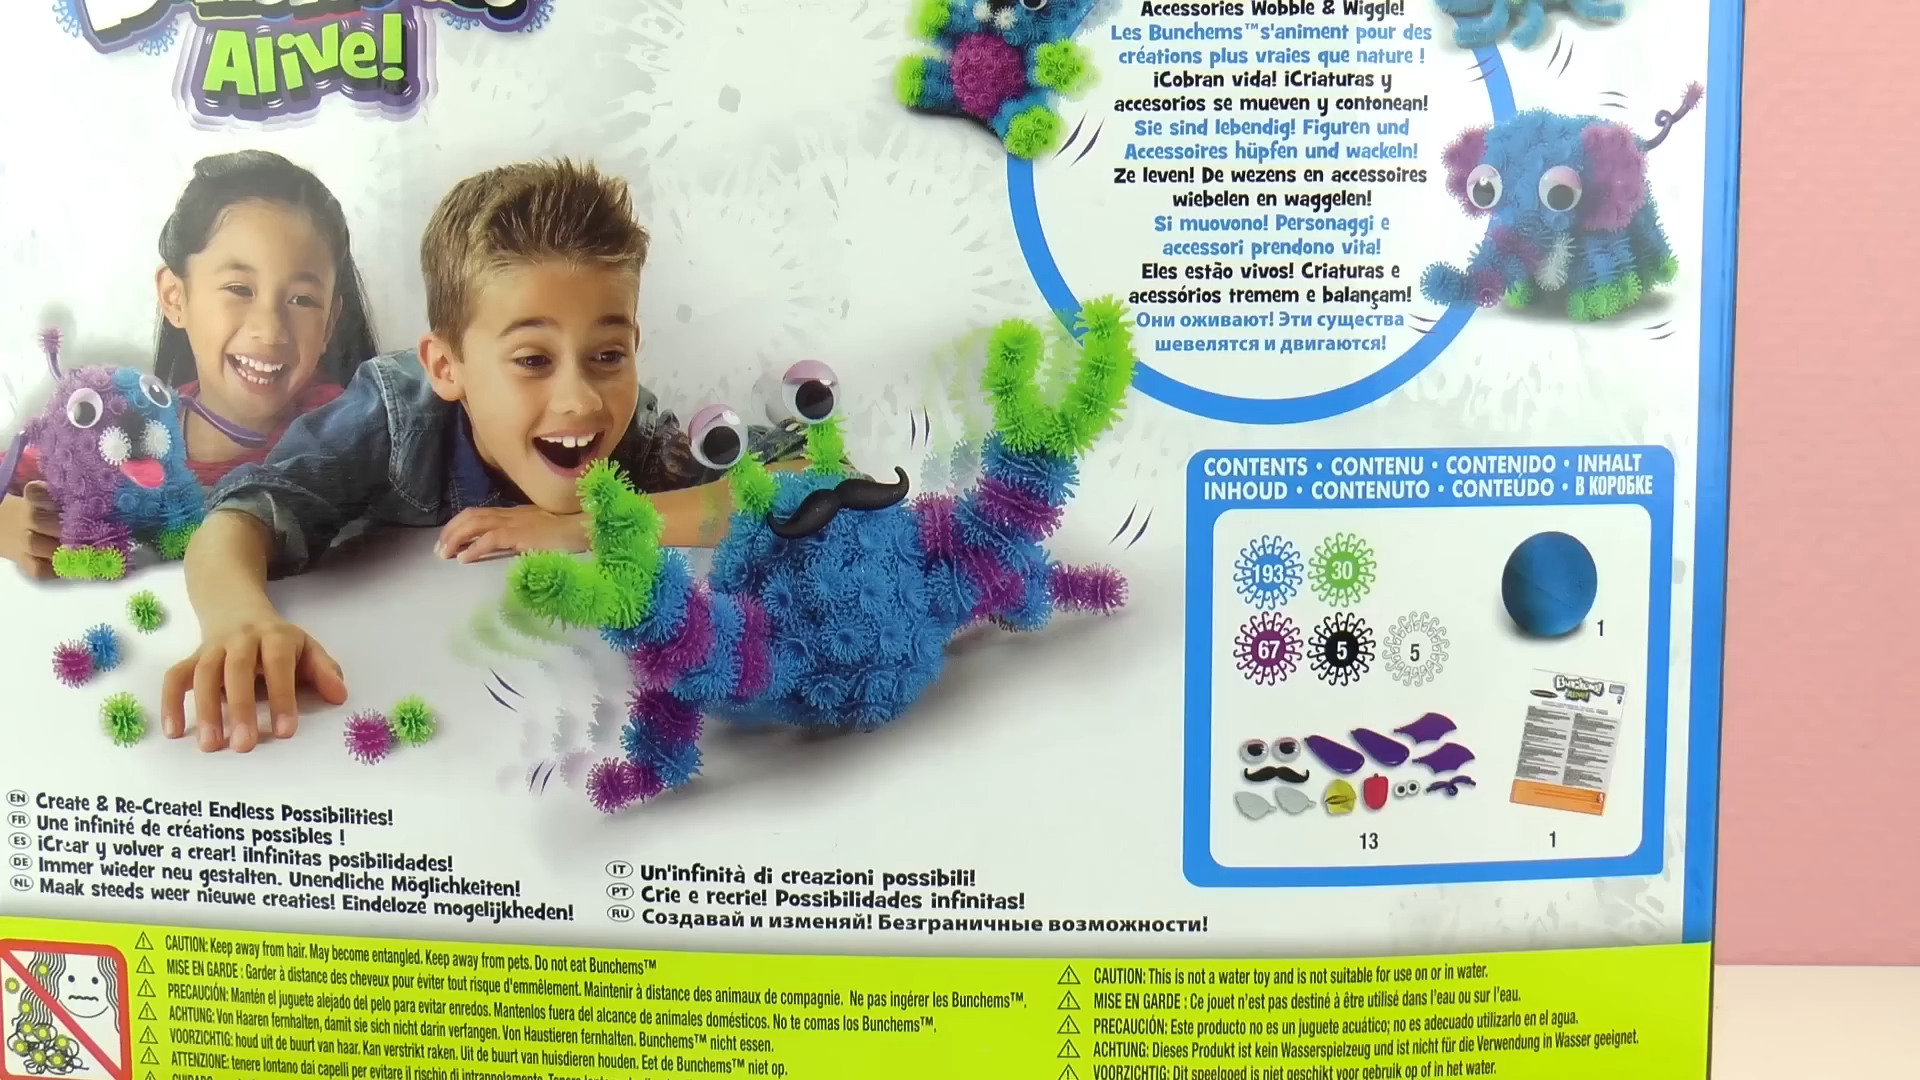 Alive!
Accessories Wobble & Wiggle!
Les Bunchems™ s'animent pour des
créations plus vraies que nature !
¡Cobran vida! ¡Criaturas y
accesorios se mueven y contonean!
Sie sind lebendig! Figuren und
Accessoires hüpfen und wackeln!
Ze leven! De wezens en accessoires
wiebelen en waggelen!
Si muovono! Personaggi e
accessori prendono vita!
Eles estão vivos! Criaturas e
acessórios tremem e balançam!
Они оживают! Эти существа
шевелятся и двигаются!
CONTENTS • CONTENU • CONTENIDO • INHALT
INHOUD • CONTENUTO • CONTEÚDO • В КОРОБКЕ
193 30
67 5 5
1
Bunchems
Alive!
13
1
EN Create & Re-Create! Endless Possibilities!
FR Une infinité de créations possibles !
ES ¡Crear y volver a crear! ¡Infinitas posibilidades!
DE Immer wieder neu gestalten. Unendliche Möglichkeiten!
NL Maak steeds weer nieuwe creaties! Eindeloze mogelijkheden!
IT Un'infinità di creazioni possibili!
PT Crie e recrie! Possibilidades infinitas!
RU Создавай и изменяй! Безграничные возможности!
CAUTION: Keep away from hair. May become entangled. Keep away from pets. Do not eat Bunchems™
MISE EN GARDE : Garder à distance des cheveux pour éviter tout risque d'emmêlement. Maintenir à distance des animaux de compagnie. Ne pas ingérer les Bunchems™.
PRECAUCIÓN: Mantén el juguete alejado del pelo para evitar enredos. Mantenlos fuera del alcance de animales domésticos. No te comas los Bunchems™.
ACHTUNG: Von Haaren fernhalten, damit sie sich nicht darin verfangen. Von Haustieren fernhalten. Bunchems™ nicht essen.
VOORZICHTIG: houd uit de buurt van haar. Kan verstrikt raken. Uit de buurt van huisdieren houden. Eet de Bunchems™ niet op.
ATTENZIONE: tenere lontano dai capelli per evitare il rischio di intrappolamento.
CAUTION: This is not a water toy and is not suitable for use on or in water.
MISE EN GARDE : Ce jouet n'est pas destiné à être utilisé dans l'eau ou sur l'eau.
PRECAUCIÓN: Este producto no es un juguete acuático; no es adecuado utilizarlo en el agua.
ACHTUNG: Dieses Produkt ist kein Wasserspielzeug und ist nicht für die Verwendung in Wasser geeignet.
VOORZICHTIG: Dit speelgoed is niet geschikt voor gebruik op of in het water.